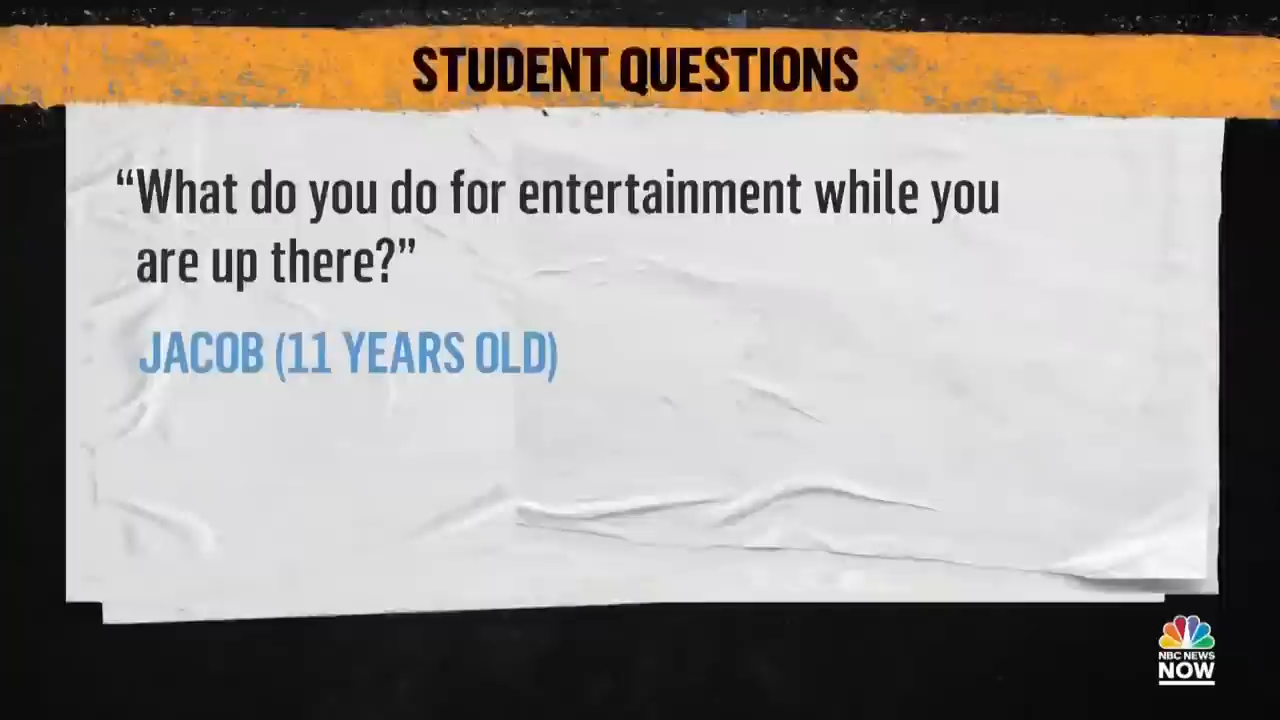 STUDENT QUESTIONS
“What do you do for entertainment while you
are up there?”
JACOB (11 YEARS OLD)
NBC NEWS
NOW